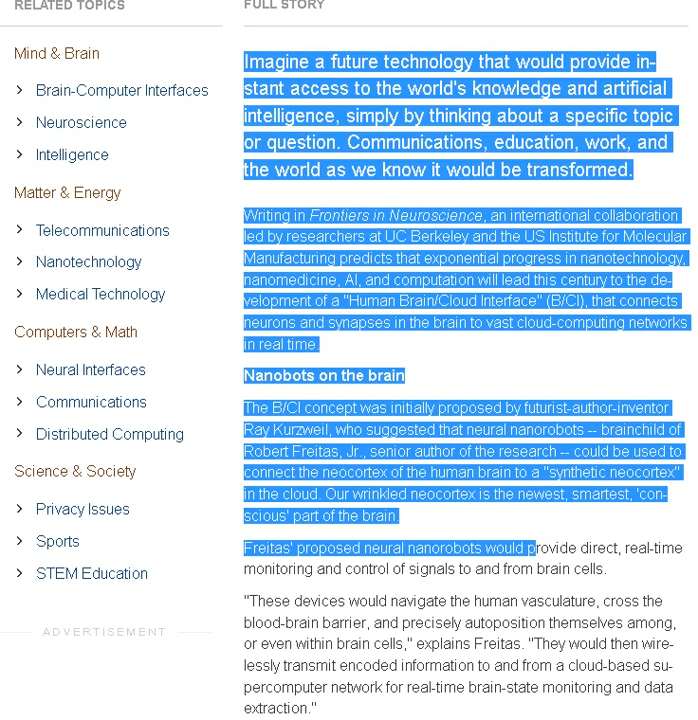 RELATED TOPICS
Mind & Brain
Brain-Computer Interfaces
Neuroscience
Intelligence
Matter & Energy
Telecommunications
Nanotechnology
Medical Technology
Computers & Math
Neural Interfaces
Communications
Distributed Computing
Science & Society
Privacy Issues
Sports
STEM Education
ADVERTISEMENT
FULL STORY
Imagine a future technology that would provide in-
stant access to the world's knowledge and artificial
intelligence, simply by thinking about a specific topic
or question. Communications, education, work, and
the world as we know it would be transformed.
Writing in Frontiers in Neuroscience, an international collaboration
led by researchers at UC Berkeley and the US Institute for Molecular
Manufacturing predicts that exponential progress in nanotechnology,
nanomedicine, AI, and computation will lead this century to the de-
velopment of a "Human Brain/Cloud Interface" (B/CI), that connects
neurons and synapses in the brain to vast cloud-computing networks
in real time.
Nanobots on the brain
The B/CI concept was initially proposed by futurist-author-inventor
Ray Kurzweil, who suggested that neural nanorobots -- brainchild of
Robert Freitas, Jr., senior author of the research -- could be used to
connect the neocortex of the human brain to a "synthetic neocortex"
in the cloud. Our wrinkled neocortex is the newest, smartest, 'con-
scious' part of the brain.
Freitas' proposed neural nanorobots would provide direct, real-time
monitoring and control of signals to and from brain cells.
"These devices would navigate the human vasculature, cross the
blood-brain barrier, and precisely autoposition themselves among,
or even within brain cells," explains Freitas. "They would then wire-
lessly transmit encoded information to and from a cloud-based su-
percomputer network for real-time brain-state monitoring and data
extraction."